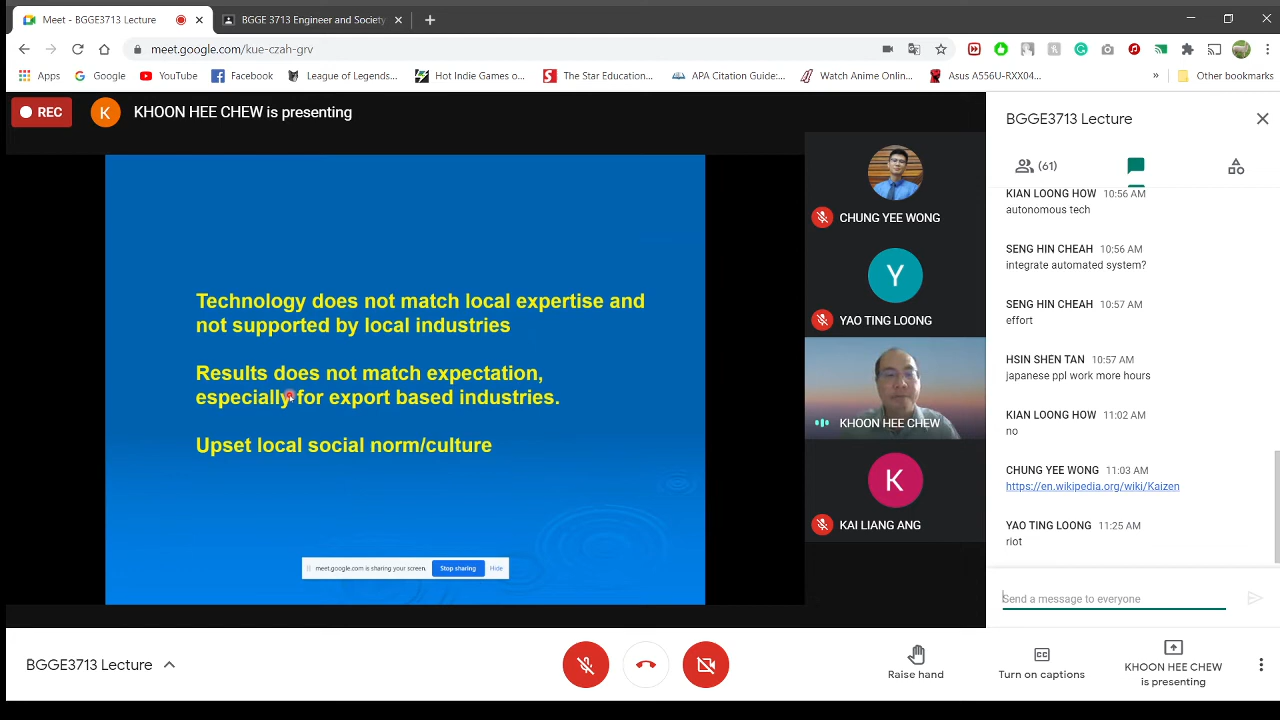 Meet - BGGE3713 Lecture
BGGE 3713 Engineer and Society
meet.google.com/kue-czah-grv
Apps
Google
YouTube
Facebook
League of Legends...
Hot Indie Games o...
The Star Education...
APA Citation Guide:...
Watch Anime Onlin...
Asus A556U-RXX04...
»
Other bookmarks
REC
K
KHOON HEE CHEW is presenting
Technology does not match local expertise and
not supported by local industries
Results does not match expectation,
especially for export based industries.
Upset local social norm/culture
meet.google.com is sharing your screen.
Stop sharing
Hide
CHUNG YEE WONG
Y
YAO TING LOONG
KHOON HEE CHEW
K
KAI LIANG ANG
BGGE3713 Lecture
(61)
KIAN LOONG HOW 10:56 AM
autonomous tech
SENG HIN CHEAH 10:56 AM
integrate automated system?
SENG HIN CHEAH 10:57 AM
effort
HSIN SHEN TAN 10:57 AM
japanese ppl work more hours
KIAN LOONG HOW 11:02 AM
no
CHUNG YEE WONG 11:03 AM
https://en.wikipedia.org/wiki/Kaizen
YAO TING LOONG 11:25 AM
riot
Send a message to everyone
BGGE3713 Lecture
Raise hand
CC
Turn on captions
KHOON HEE CHEW
is presenting